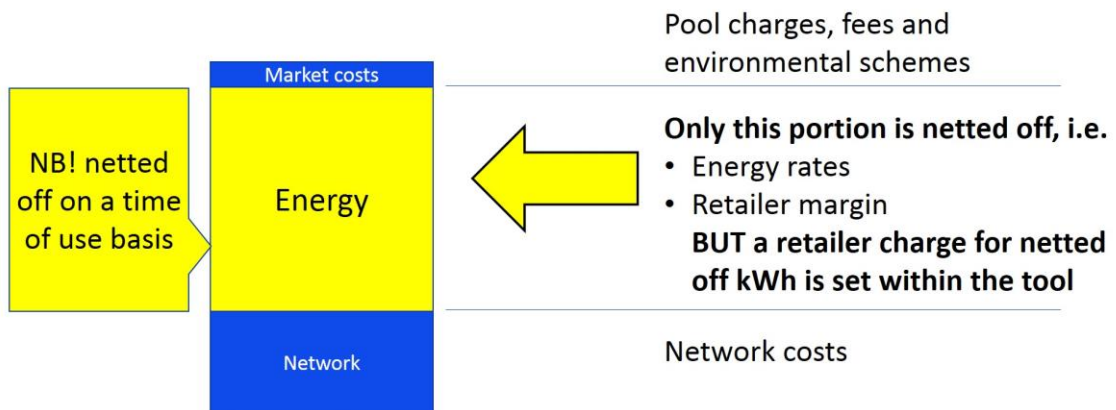 Pool charges, fees and
environmental schemes
Market costs
NB! netted
off on a time
of use basis
Energy
Only this portion is netted off, i.e.
• Energy rates
• Retailer margin
BUT a retailer charge for netted
off kWh is set within the tool
Network
Network costs